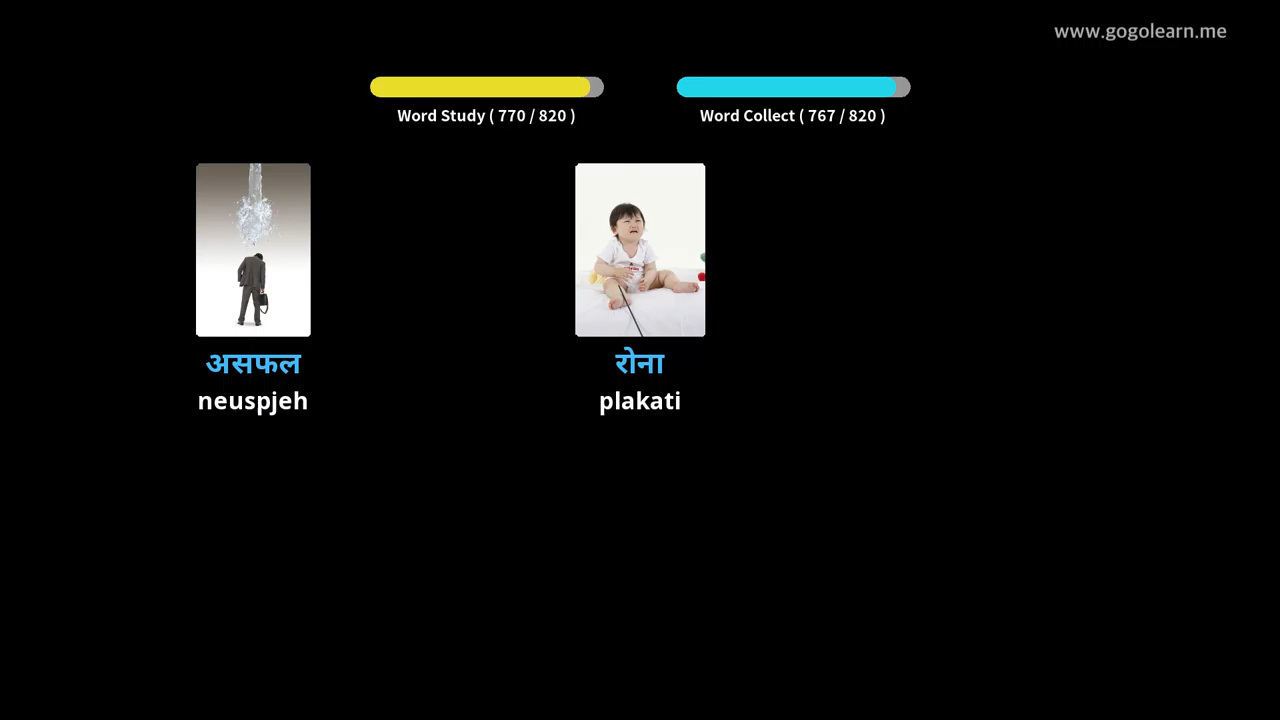 www.gogolearn.me
Word Study ( 770 / 820 )
Word Collect ( 767 / 820 )
असफल
neuspjeh
रोना
plakati